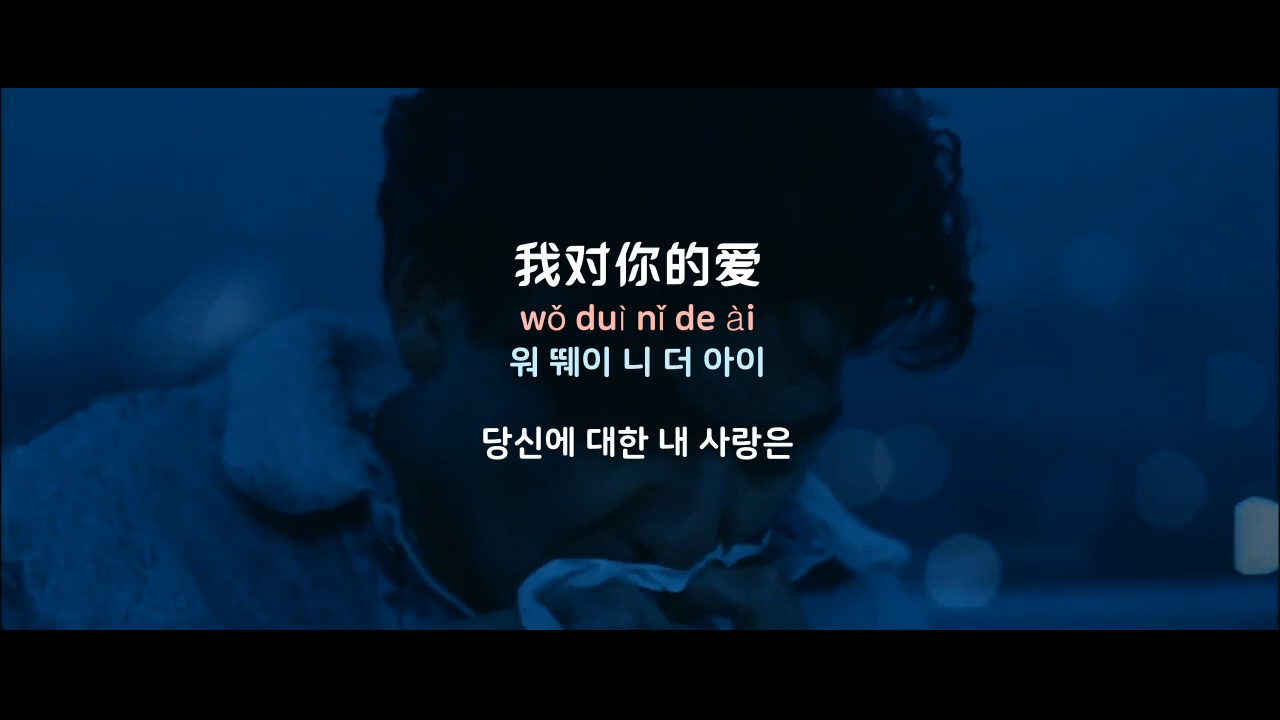 我对你的爱
wǒ duì nǐ de ài
워 뛔이 니 더 아이
당신에 대한 내 사랑은